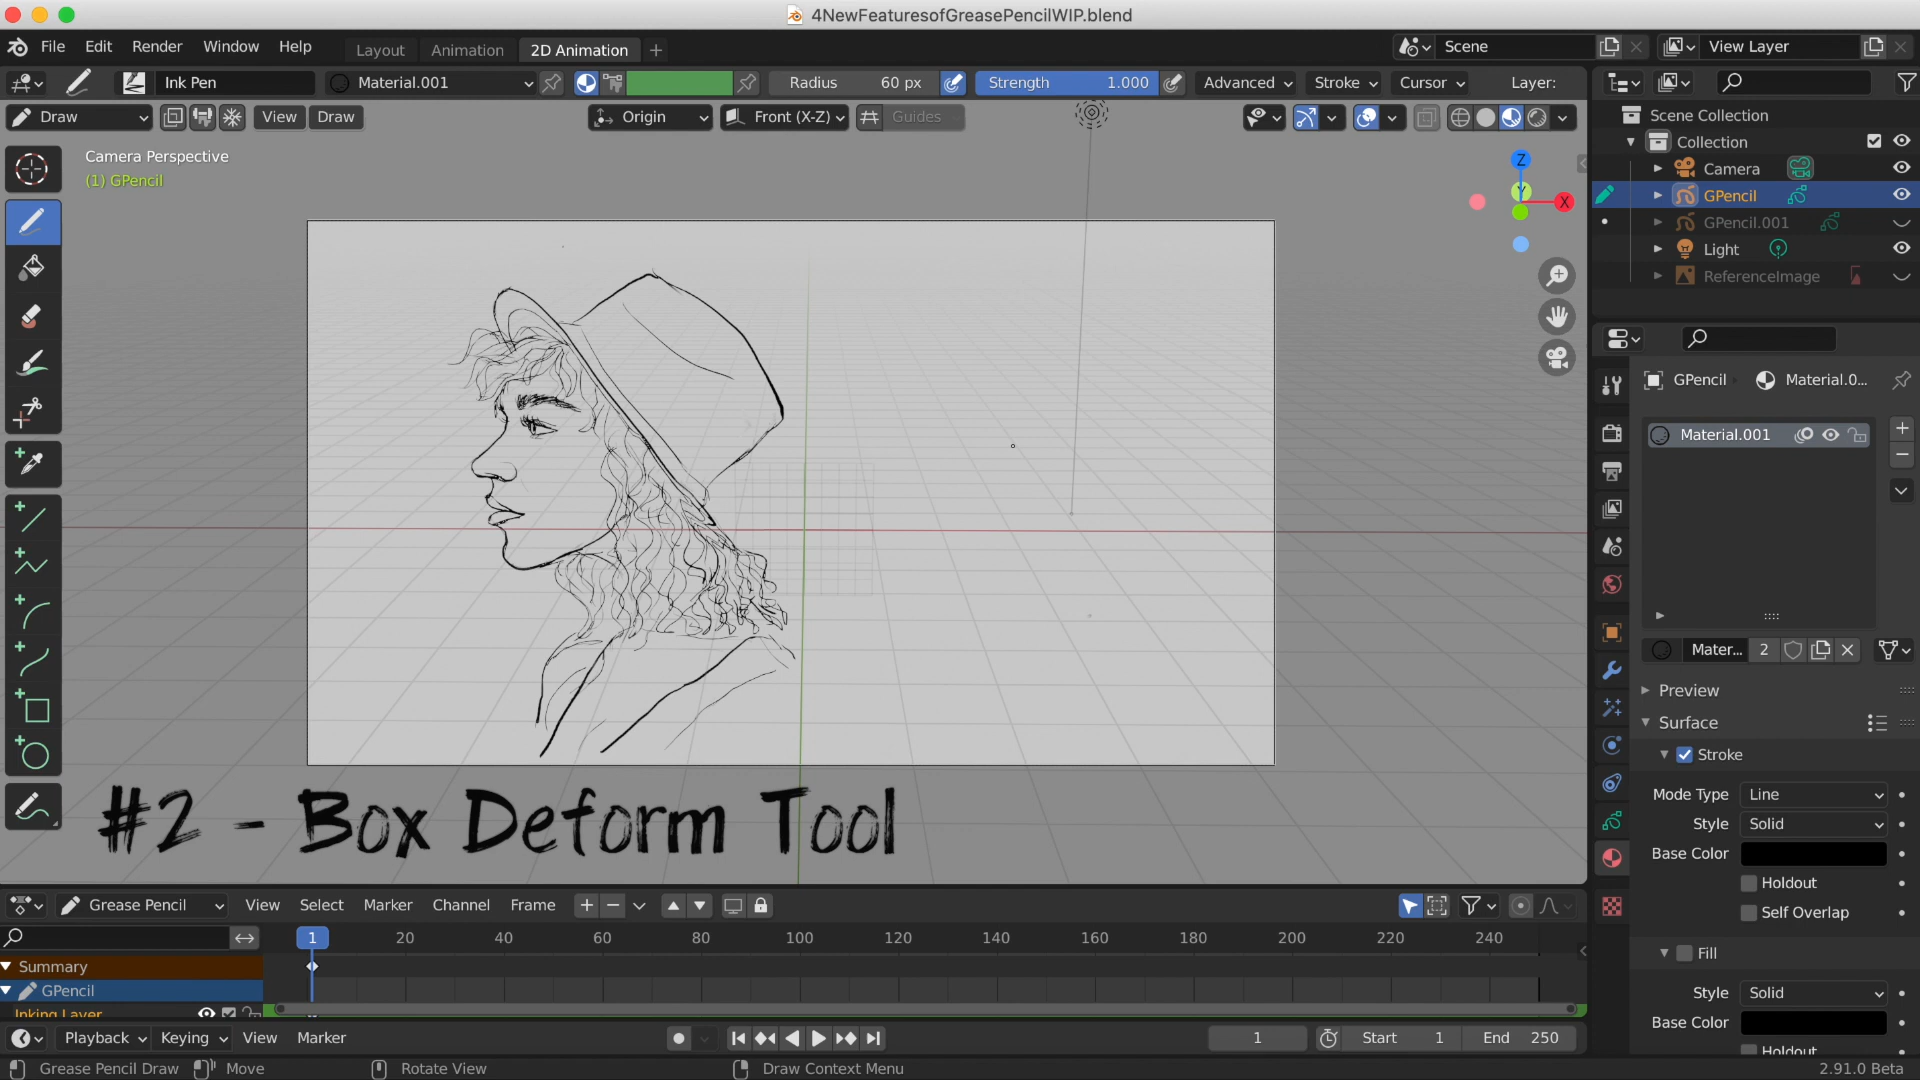 4NewFeaturesofGreasePencilWIP.blend
File Edit Render Window Help Layout Animation 2D Animation + Scene View Layer
Ink Pen Material.001 Radius 60 px Strength 1.000 Advanced Stroke Cursor Layer:
Draw View Draw Origin Front (X-Z) Guides
Scene Collection
Collection
Camera
GPencil
GPencil.001
Light
ReferenceImage
Camera Perspective
(1) GPencil
Z
Y
X
GPencil Material.0...
Material.001
Mater... 2
Preview
Surface
Stroke
Mode Type Line
Style Solid
Base Color
Holdout
Self Overlap
Fill
Style Solid
Base Color
Holdout
#2 - Box Deform Tool
Grease Pencil View Select Marker Channel Frame
1 20 40 60 80 100 120 140 160 180 200 220 240
Summary
GPencil
Inking Layer
Playback Keying View Marker 1 Start 1 End 250
Grease Pencil Draw Move Rotate View Draw Context Menu 2.91.0 Beta